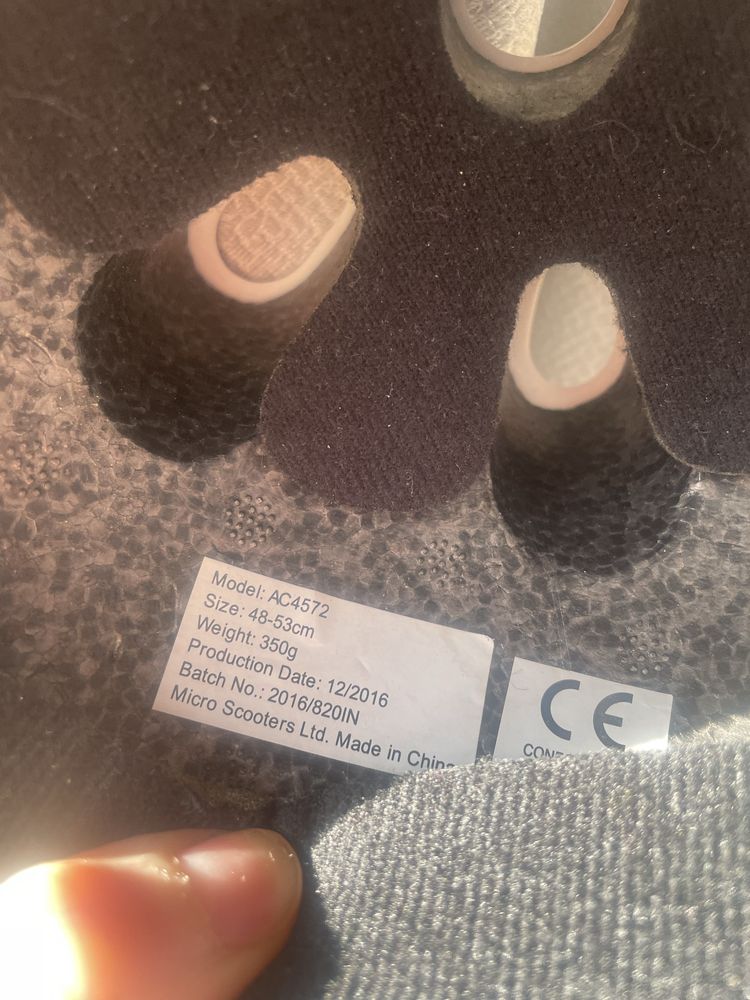 Model: AC4572
Size: 48-53cm
Weight: 350g
Production Date: 12/2016
Batch No.: 2016/820IN
Micro Scooters Ltd. Made in China
CE